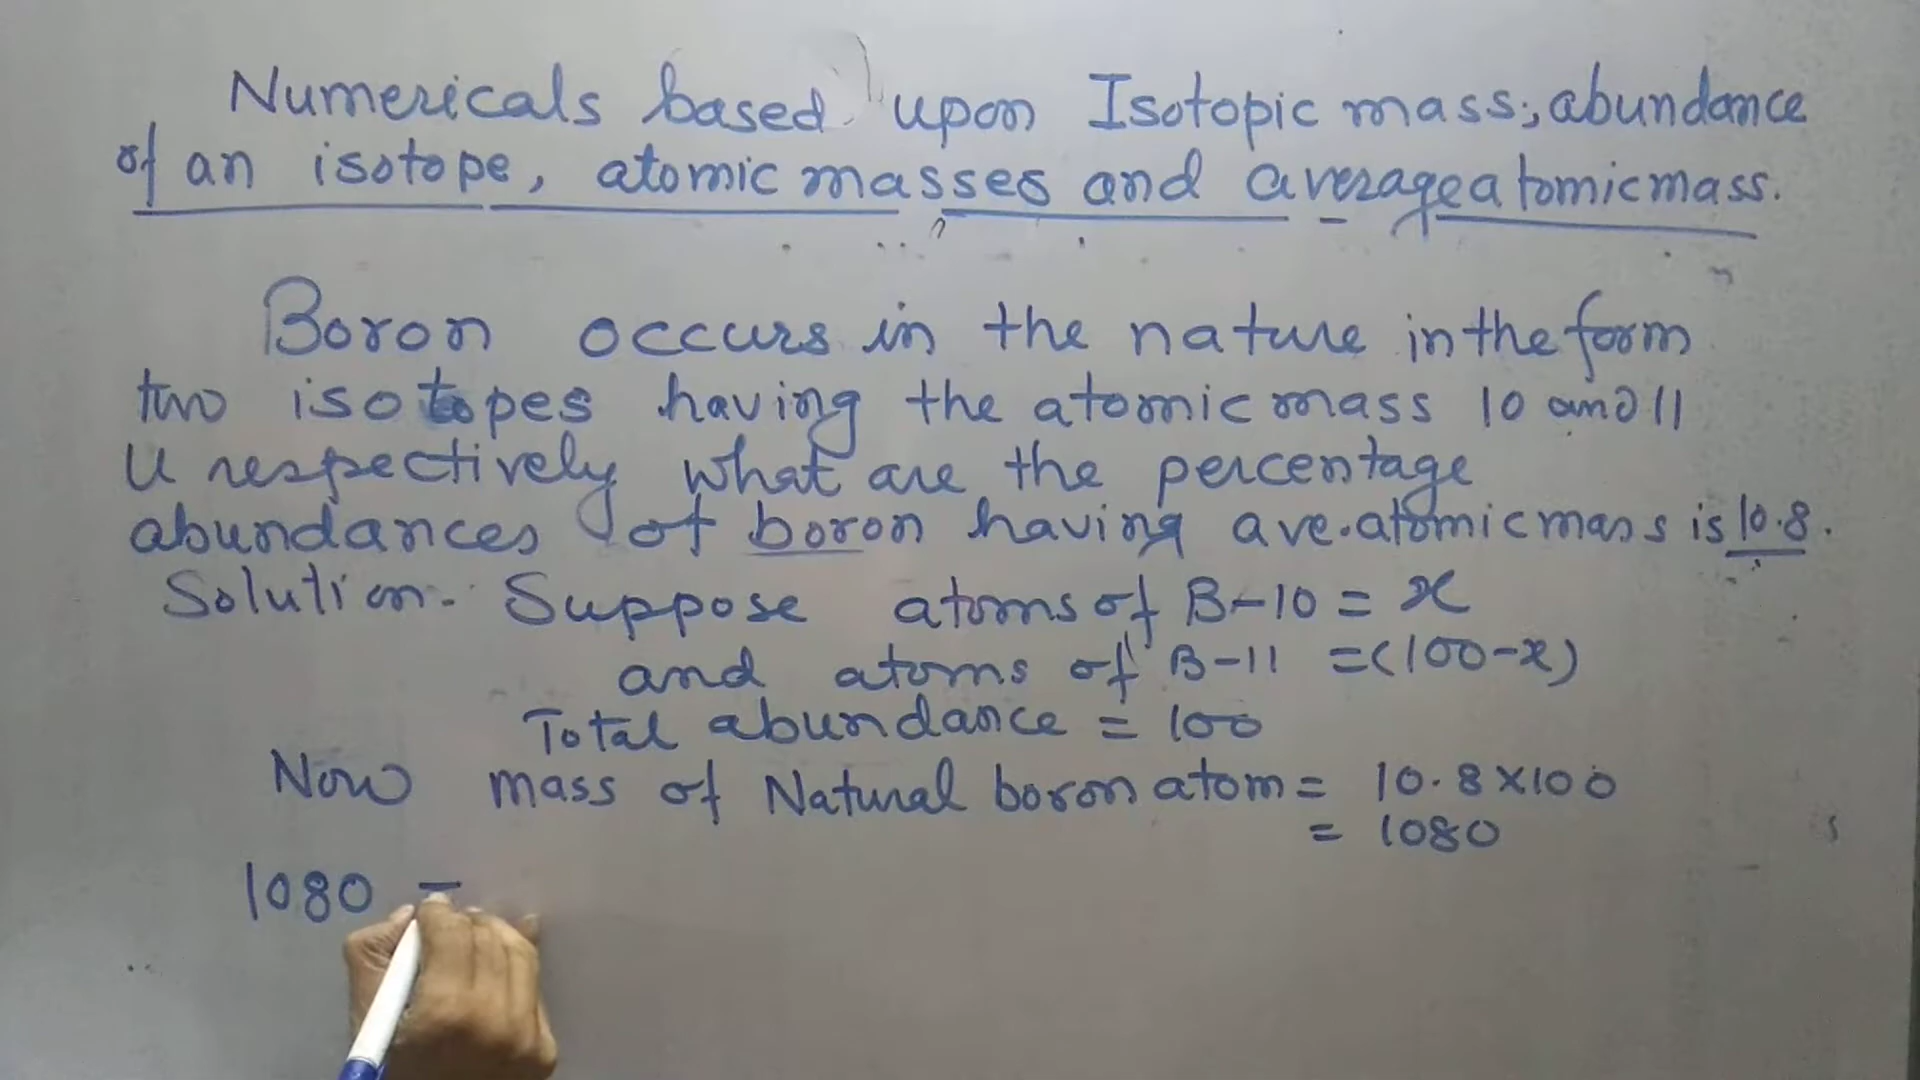 Numericals based upon Isotopic mass, abundance
of an isotope, atomic masses and average atomic mass.
Boron occurs in the nature in the form
two isotopes having the atomic mass 10 and 11
U respectively what are the percentage
abundances of boron having ave. atomic mass is 10.8.
Solution- Suppose atoms of B-10 = x
and atoms of B-11 = (100-x)
Total abundance = 100
Now mass of Natural boron atom = 10.8 x 100
= 1080
1080 =